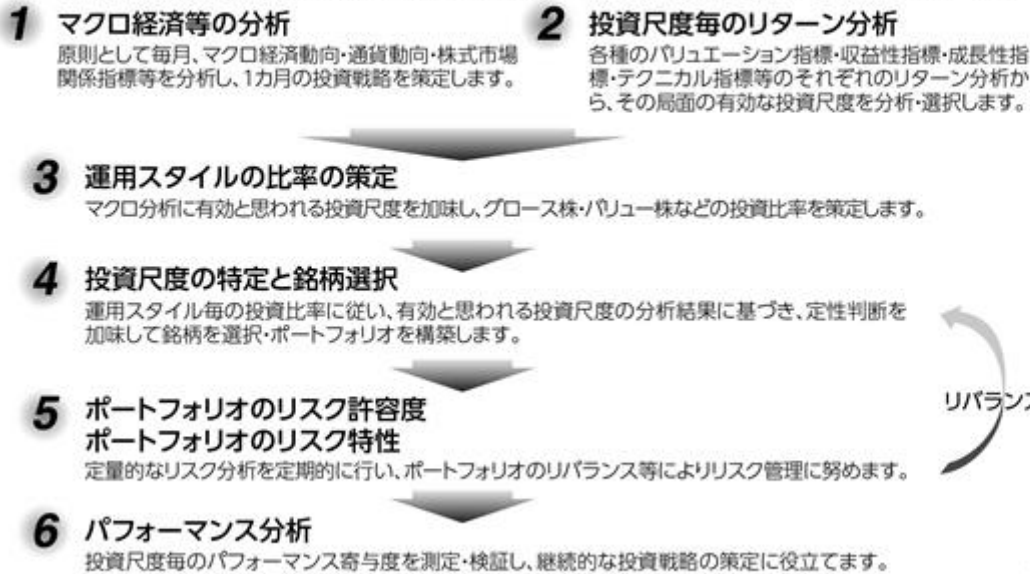 1 マクロ経済等の分析
原則として毎月、マクロ経済動向・通貨動向・株式市場
関係指標等を分析し、1カ月の投資戦略を策定します。
2 投資尺度毎のリターン分析
各種のバリュエーション指標・収益性指標・成長性指
標・テクニカル指標等のそれぞれのリターン分析か
ら、その局面の有効な投資尺度を分析・選択します。
3 運用スタイルの比率の策定
マクロ分析に有効と思われる投資尺度を加味し、グロース株・バリュー株などの投資比率を策定します。
4 投資尺度の特定と銘柄選択
運用スタイル毎の投資比率に従い、有効と思われる投資尺度の分析結果に基づき、定性判断を
加味して銘柄を選択・ポートフォリオを構築します。
リバランス
5 ポートフォリオのリスク許容度
ポートフォリオのリスク特性
定量的なリスク分析を定期的に行い、ポートフォリオのリバランス等によりリスク管理に努めます。
6 パフォーマンス分析
投資尺度毎のパフォーマンス寄与度を測定・検証し、継続的な投資戦略の策定に役立てます。